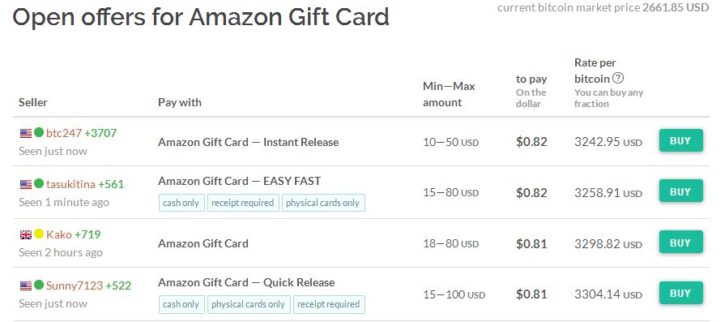 Open offers for Amazon Gift Card
current bitcoin market price 2661.85 USD
Seller
Pay with
Min—Max
amount
to pay
On the
dollar
Rate per
bitcoin ?
You can buy any
fraction
btc247 +3707
Seen just now
Amazon Gift Card — Instant Release
10—50 USD
$0.82
3242.95 USD
BUY
tasukitina +561
Seen 1 minute ago
Amazon Gift Card — EASY FAST
cash only receipt required physical cards only
15—80 USD
$0.82
3258.91 USD
BUY
Kako +719
Seen 2 hours ago
Amazon Gift Card
18—80 USD
$0.81
3298.82 USD
BUY
Sunny7123 +522
Seen just now
Amazon Gift Card — Quick Release
cash only physical cards only receipt required
15—100 USD
$0.81
3304.14 USD
BUY